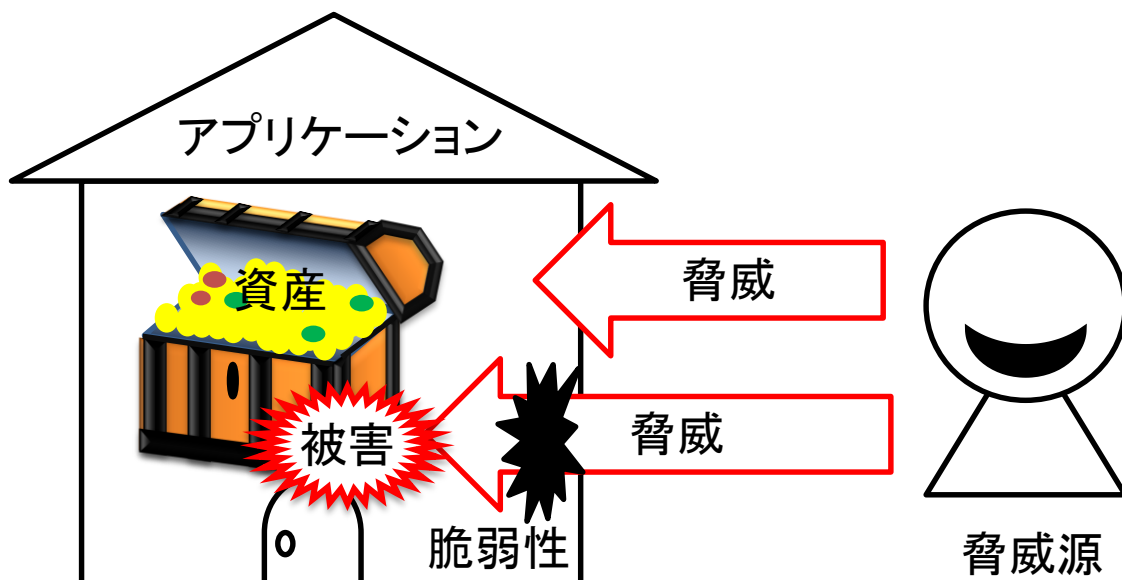 アプリケーション
資産
脅威
脅威
被害
脆弱性
脅威源